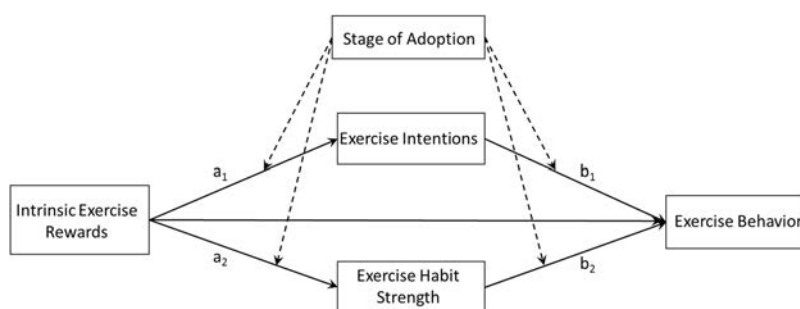 Stage of Adoption
Exercise Intentions
a₁
b₁
Intrinsic Exercise
Rewards
Exercise Behavior
a₂
b₂
Exercise Habit
Strength